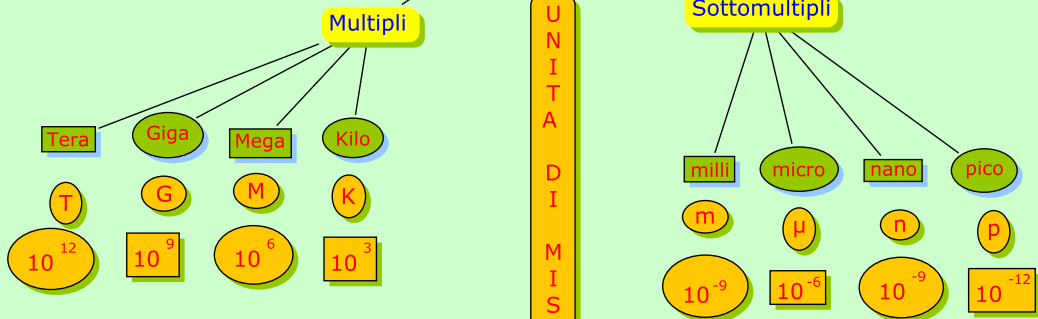 Multipli
Tera
Giga
Mega
Kilo
T
G
M
K
10 12
10 9
10 6
10 3
U
N
I
T
A
D
I
M
I
S
Sottomultipli
milli
micro
nano
pico
m
µ
n
p
10 -9
10 -6
10 -9
10 -12